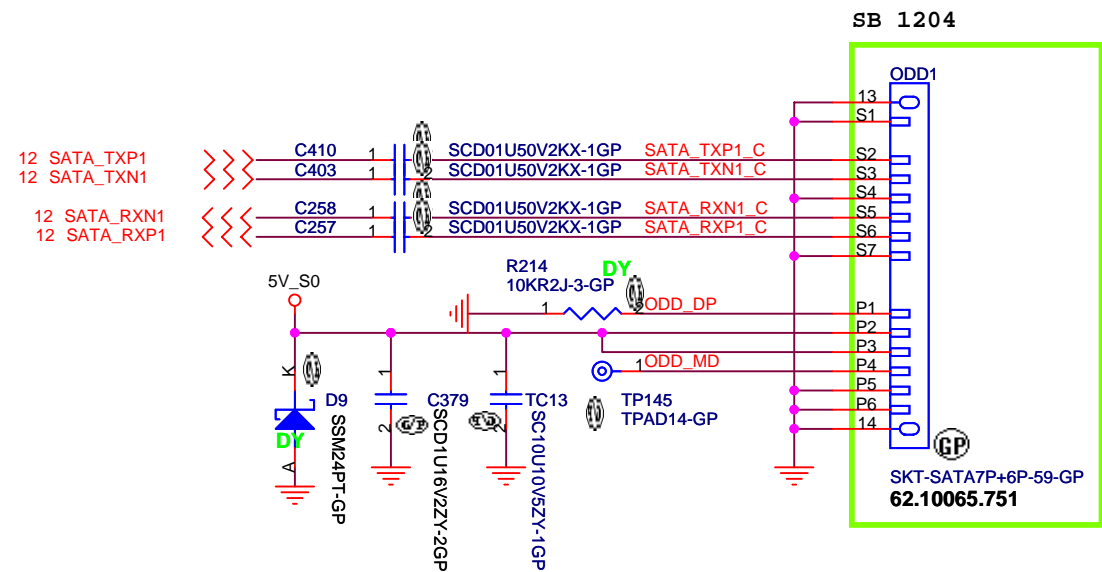 SB 1204
ODD1
13
S1
12 SATA_TXP1 C410 1 SCD01U50V2KX-1GP SATA_TXP1_C S2
12 SATA_TXN1 C403 1 2 SCD01U50V2KX-1GP SATA_TXN1_C S3
S4
12 SATA_RXN1 C258 1 SCD01U50V2KX-1GP SATA_RXN1_C S5
12 SATA_RXP1 C257 1 2 SCD01U50V2KX-1GP SATA_RXP1_C S6
S7
R214 DY
10KR2J-3-GP
5V_S0
1 2 ODD_DP P1
P2
P3
1 ODD_MD P4
K 1 1
D9 C379 TC13 TP145 P5
TPAD14-GP P6
DY 2 2 14
A
SSM24PT-GP
SCD1U16V2ZY-2GP
SC10U10V5ZY-1GP
GP
SKT-SATA7P+6P-59-GP
62.10065.751